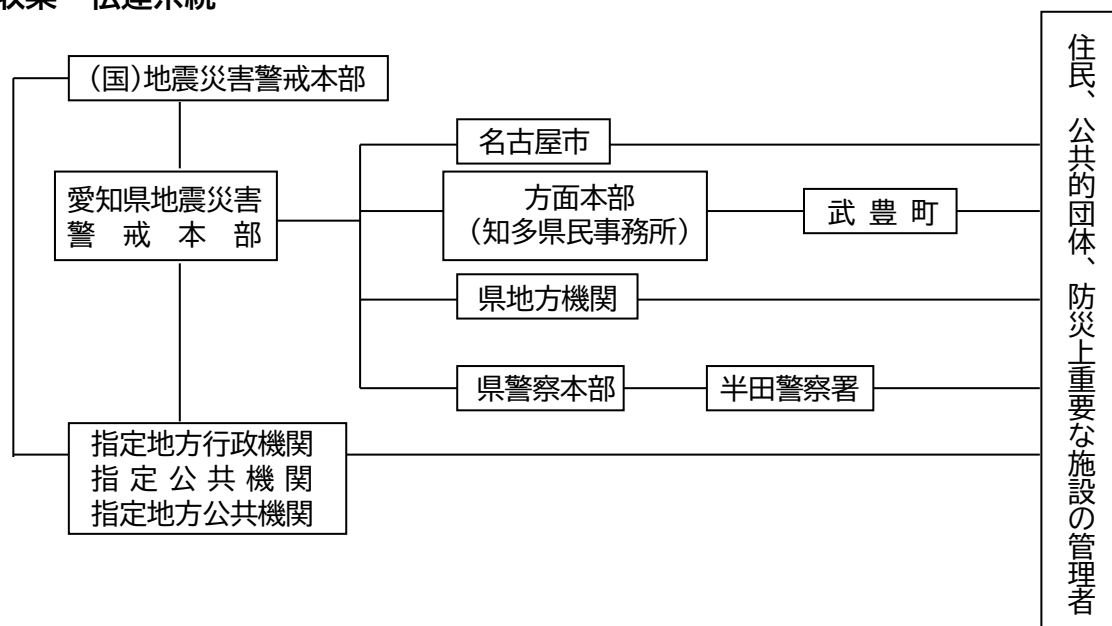 収集・伝達系統
（国）地震災害警戒本部
名古屋市
愛知県地震災害
警戒本部
方面本部
（知多県民事務所）
武豊町
県地方機関
県警察本部
半田警察署
指定地方行政機関
指定公共機関
指定地方公共機関
住民、公共的団体、防災上重要な施設の管理者